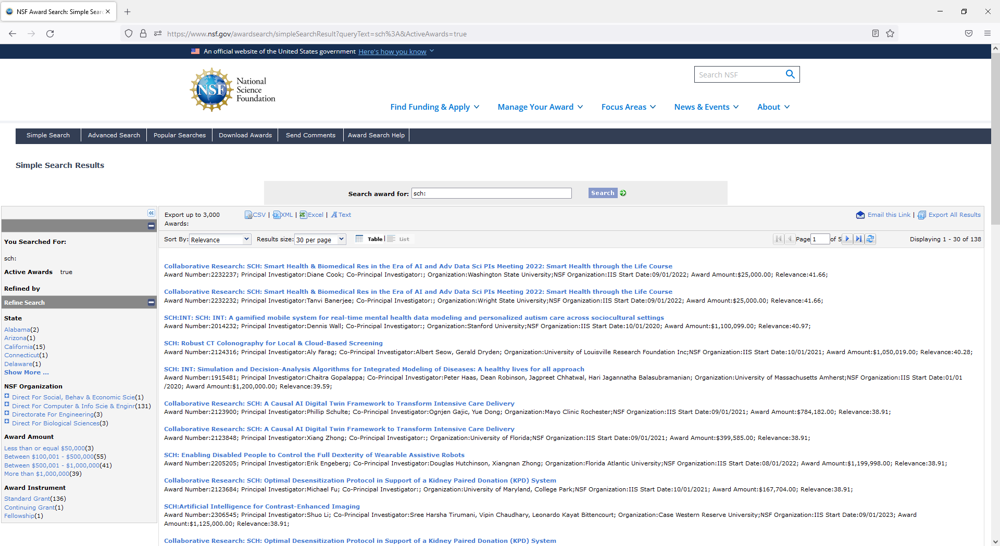 NSF Award Search: Simple Sear
https://www.nsf.gov/awardsearch/simpleSearchResult?queryText=sch%3A&ActiveAwards=true
An official website of the United States government Here's how you know
NSF
National
Science
Foundation
Search NSF
Find Funding & Apply
Manage Your Award
Focus Areas
News & Events
About
Simple Search
Advanced Search
Popular Searches
Download Awards
Send Comments
Award Search Help
Simple Search Results
Search award for: sch: Search
You Searched For:
sch:
Active Awards true
Refined by
Refine Search
State
Alabama(2)
Arizona(1)
California(15)
Connecticut(1)
Delaware(1)
Show More ...
NSF Organization
Direct For Social, Behav & Economic Scie(1)
Direct For Computer & Info Scie & Enginr(131)
Directorate For Engineering(3)
Direct For Biological Sciences(3)
Award Amount
Less than or equal $50,000(3)
Between $100,001 - $500,000(55)
Between $500,001 - $1,000,000(41)
More than $1,000,000(39)
Award Instrument
Standard Grant(136)
Continuing Grant(1)
Fellowship(1)
Export up to 3,000
Awards:
CSV | XML | Excel | Text
Email this Link | Export All Results
Sort By: Relevance Results size: 30 per page Table | List
Page 1 of 5
Displaying 1 - 30 of 138
Collaborative Research: SCH: Smart Health & Biomedical Res in the Era of AI and Adv Data Sci PIs Meeting 2022: Smart Health through the Life Course
Award Number:2232237; Principal Investigator:Diane Cook; Co-Principal Investigator:; Organization:Washington State University;NSF Organization:IIS Start Date:09/01/2022; Award Amount:$25,000.00; Relevance:41.66;
Collaborative Research: SCH: Smart Health & Biomedical Res in the Era of AI and Adv Data Sci PIs Meeting 2022: Smart Health through the Life Course
Award Number:2232232; Principal Investigator:Tanvi Banerjee; Co-Principal Investigator:; Organization:Wright State University;NSF Organization:IIS Start Date:09/01/2022; Award Amount:$25,000.00; Relevance:41.66;
SCH:INT: SCH: INT: A gamified mobile system for real-time mental health data modeling and personalized autism care across sociocultural settings
Award Number:2014232; Principal Investigator:Dennis Wall; Co-Principal Investigator:; Organization:Stanford University;NSF Organization:IIS Start Date:10/01/2020; Award Amount:$1,100,099.00; Relevance:40.97;
SCH: Robust CT Colonography for Local & Cloud-Based Screening
Award Number:2124316; Principal Investigator:Aly Farag; Co-Principal Investigator:Albert Seow, Gerald Dryden; Organization:University of Louisville Research Foundation Inc;NSF Organization:IIS Start Date:10/01/2021; Award Amount:$1,050,019.00; Relevance:40.28;
SCH: INT: Simulation and Decision-Analysis Algorithms for Integrated Modeling of Diseases: A healthy lives for all approach
Award Number:1915481; Principal Investigator:Chaitra Gopalappa; Co-Principal Investigator:Peter Haas, Dean Robinson, Jagpreet Chhatwal, Hari Jagannatha Balasubramanian; Organization:University of Massachusetts Amherst;NSF Organization:IIS Start Date:01/01
/2020; Award Amount:$1,200,000.00; Relevance:39.59;
Collaborative Research: SCH: A Causal AI Digital Twin Framework to Transform Intensive Care Delivery
Award Number:2123900; Principal Investigator:Phillip Schulte; Co-Principal Investigator:Ognjen Gajic, Yue Dong; Organization:Mayo Clinic Rochester;NSF Organization:IIS Start Date:09/01/2021; Award Amount:$784,182.00; Relevance:38.91;
Collaborative Research: SCH: A Causal AI Digital Twin Framework to Transform Intensive Care Delivery
Award Number:2123848; Principal Investigator:Xiang Zhong; Co-Principal Investigator:; Organization:University of Florida;NSF Organization:IIS Start Date:09/01/2021; Award Amount:$399,585.00; Relevance:38.91;
SCH: Enabling Disabled People to Control the Full Dexterity of Wearable Assistive Robots
Award Number:2205205; Principal Investigator:Erik Engeberg; Co-Principal Investigator:Douglas Hutchinson, Xiangnan Zhong; Organization:Florida Atlantic University;NSF Organization:IIS Start Date:08/01/2022; Award Amount:$1,199,998.00; Relevance:38.91;
Collaborative Research: SCH: Optimal Desensitization Protocol in Support of a Kidney Paired Donation (KPD) System
Award Number:2123684; Principal Investigator:Michael Fu; Co-Principal Investigator:; Organization:University of Maryland, College Park;NSF Organization:IIS Start Date:10/01/2021; Award Amount:$167,704.00; Relevance:38.91;
SCH:Artificial Intelligence for Contrast-Enhanced Imaging
Award Number:2306545; Principal Investigator:Shuo Li; Co-Principal Investigator:Sree Harsha Tirumani, Vipin Chaudhary, Leonardo Kayat Bittencourt; Organization:Case Western Reserve University;NSF Organization:IIS Start Date:09/01/2023; Award
Amount:$1,125,000.00; Relevance:38.91;
Collaborative Research: SCH: Optimal Desensitization Protocol in Support of a Kidney Paired Donation (KPD) System